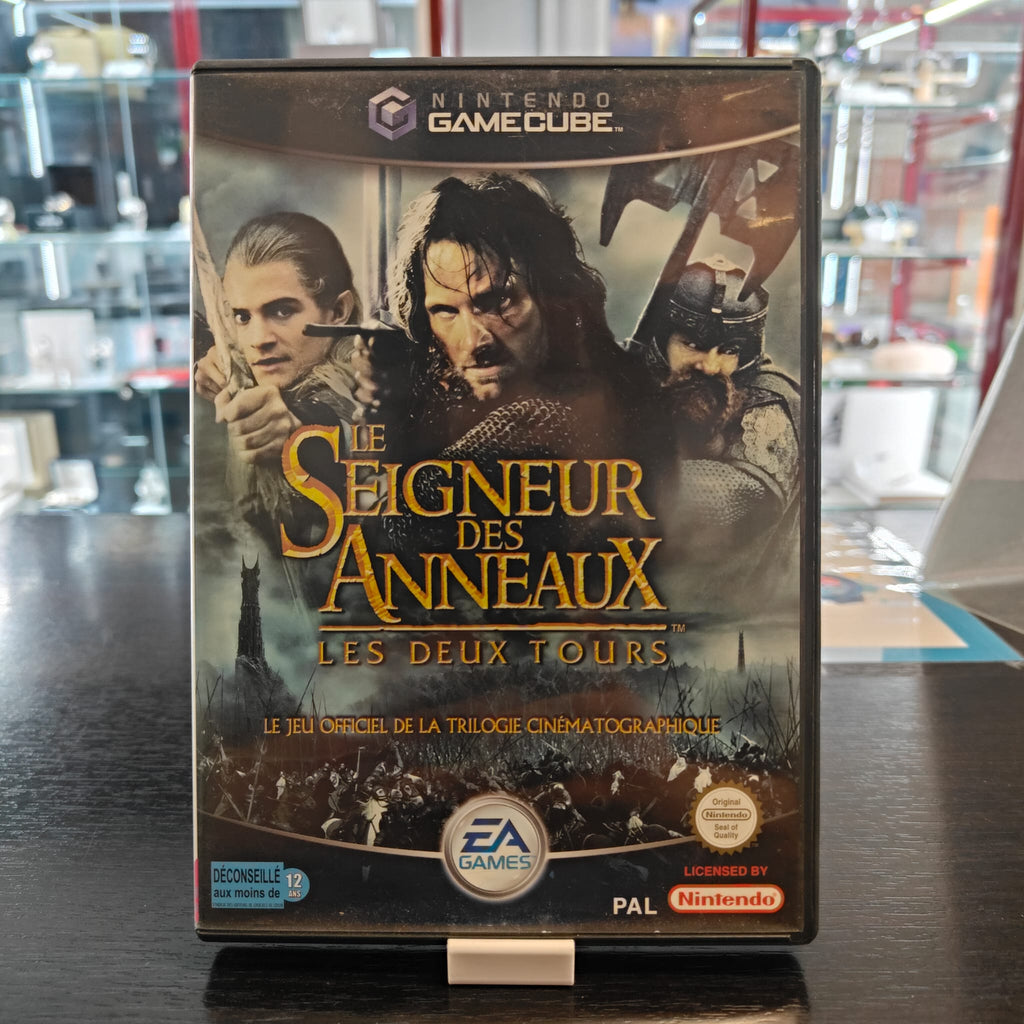 NINTENDO
GAMECUBE™
LE
SEIGNEUR
DES
ANNEAUX
TM
LES DEUX TOURS
LE JEU OFFICIEL DE LA TRILOGIE CINÉMATOGRAPHIQUE
EA
GAMES
Original
Nintendo
Seal of
Quality
DÉCONSEILLÉ
aux moins de 12
ANS
LICENSED BY
PAL Nintendo